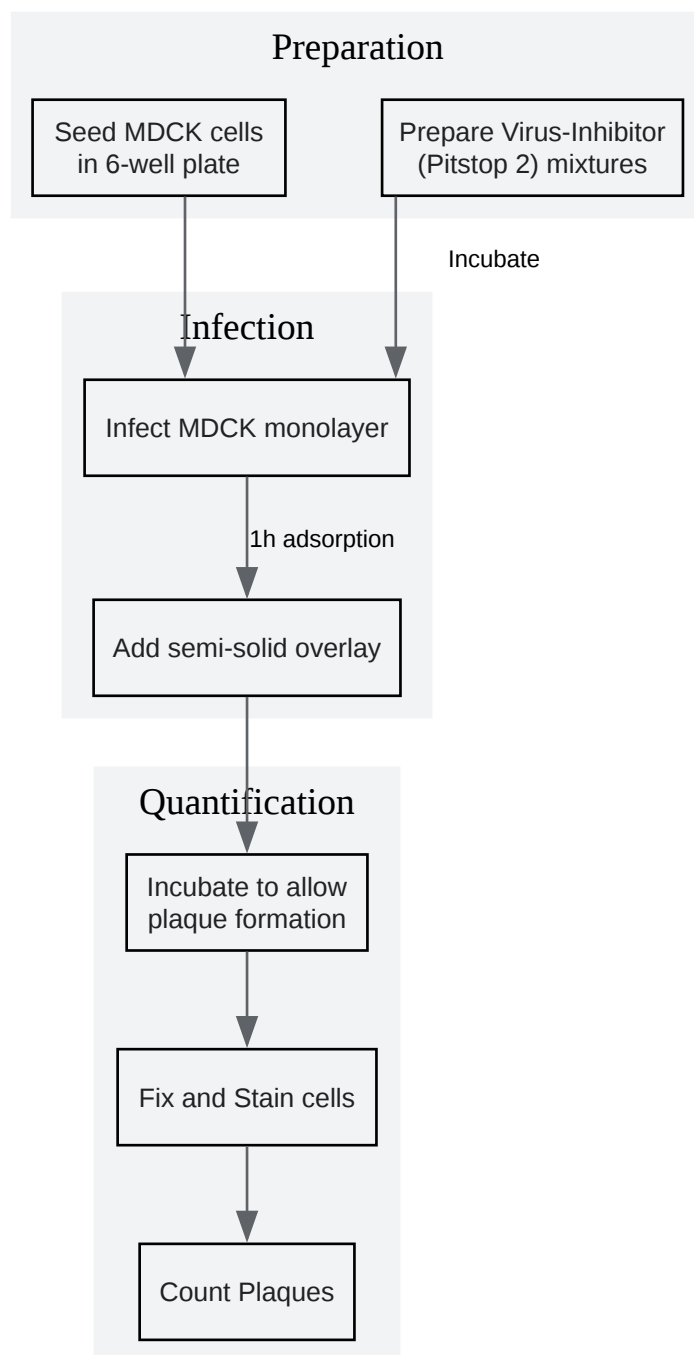 Preparation
Seed MDCK cells
in 6-well plate
Prepare Virus-Inhibitor
(Pitstop 2) mixtures
Incubate
Infection
Infect MDCK monolayer
1h adsorption
Add semi-solid overlay
Quantification
Incubate to allow
plaque formation
Fix and Stain cells
Count Plaques